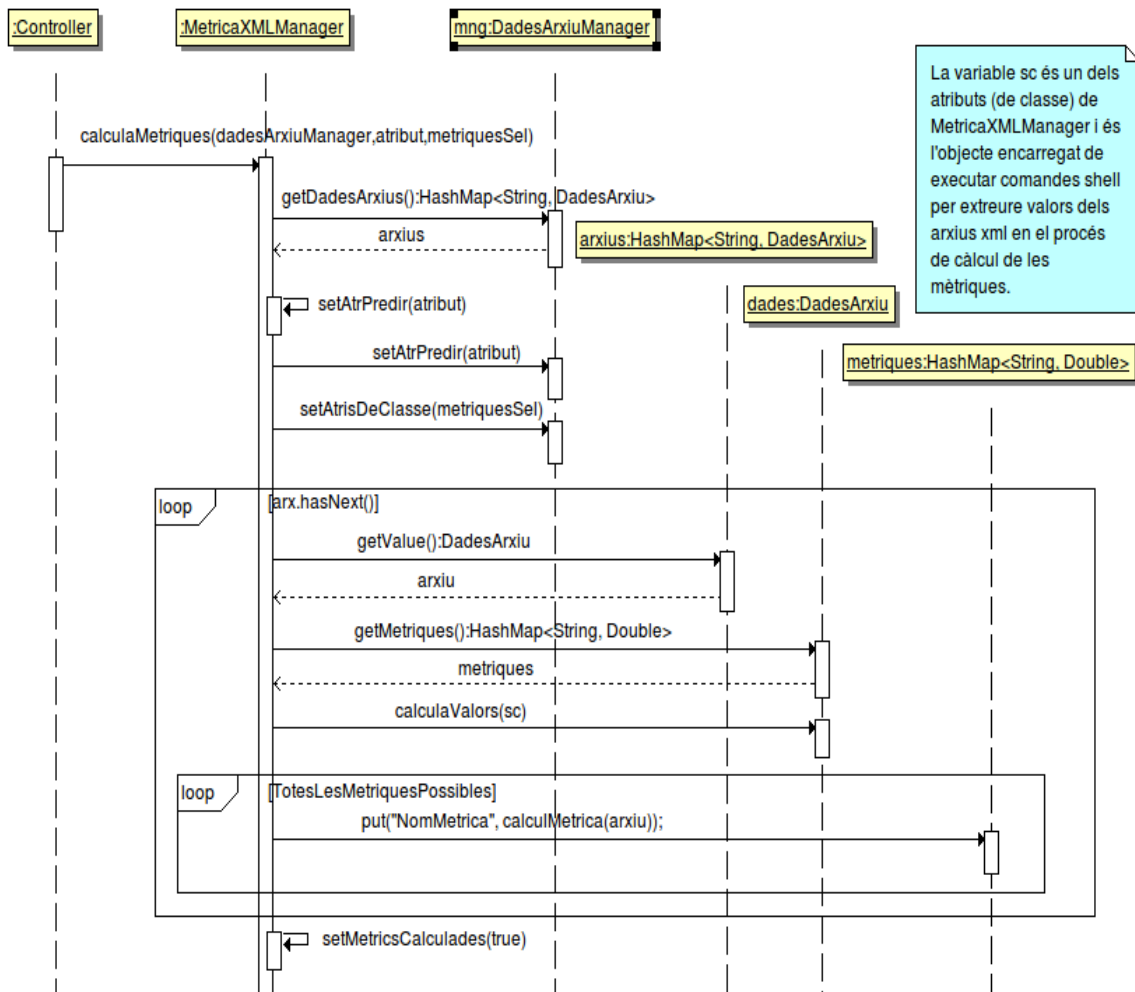 :Controller
:MetricaXMLManager
mng:DadesArxiuManager
La variable sc és un dels
atributs (de classe) de
MetricaXMLManager i és
l'objecte encarregat de
executar comandes shell
per extreure valors dels
arxius xml en el procés
de càlcul de les
mètriques.
calculaMetriques(dadesArxiuManager,atribut,metriquesSel)
getDadesArxius():HashMap<String, DadesArxiu>
arxius
arxius:HashMap<String, DadesArxiu>
setAtrPredir(atribut)
dades:DadesArxiu
setAtrPredir(atribut)
metriques:HashMap<String, Double>
setAtrisDeClasse(metriquesSel)
loop
[arx.hasNext()]
getValue():DadesArxiu
arxiu
getMetriques():HashMap<String, Double>
metriques
calculaValors(sc)
loop
[TotesLesMetriquesPossibles]
put("NomMetrica", calculMetrica(arxiu));
setMetricsCalculades(true)